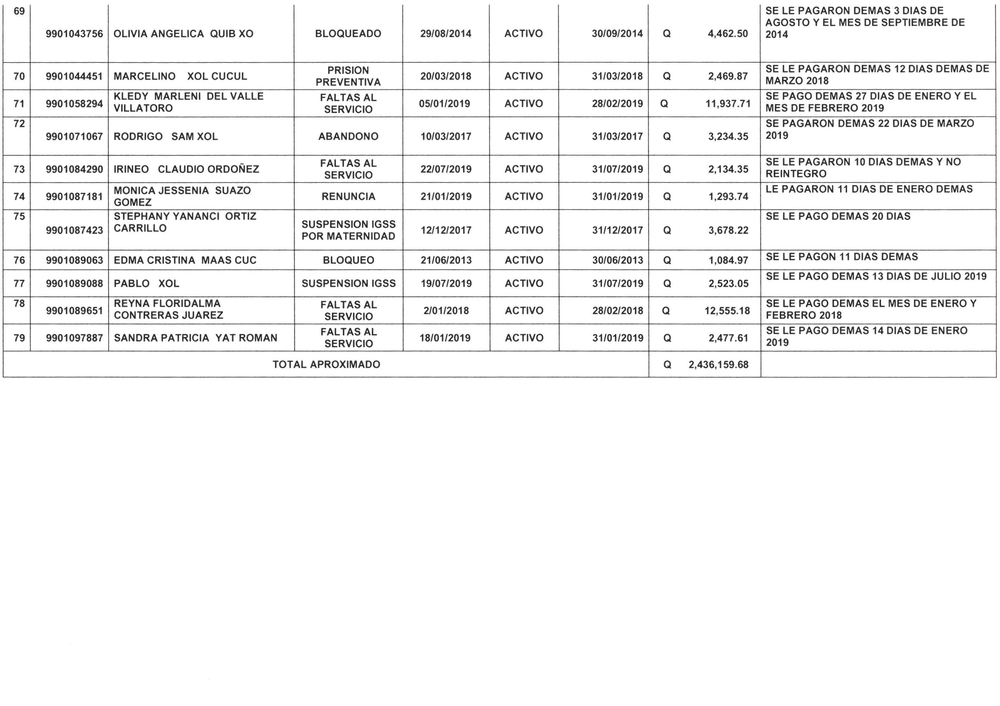 69 9901043756 OLIVIA ANGELICA QUIB XO BLOQUEADO 29/08/2014 ACTIVO 30/09/2014 Q 4,462.50 SE LE PAGARON DEMAS 3 DIAS DE
AGOSTO Y EL MES DE SEPTIEMBRE DE
2014
70 9901044451 MARCELINO XOL CUCUL PRISION
PREVENTIVA 20/03/2018 ACTIVO 31/03/2018 Q 2,469.87 SE LE PAGARON DEMAS 12 DIAS DEMAS DE
MARZO 2018
71 9901058294 KLEDY MARLENI DEL VALLE
VILLATORO FALTAS AL
SERVICIO 05/01/2019 ACTIVO 28/02/2019 Q 11,937.71 SE PAGO DEMAS 27 DIAS DE ENERO Y EL
MES DE FEBRERO 2019
72 9901071067 RODRIGO SAM XOL ABANDONO 10/03/2017 ACTIVO 31/03/2017 Q 3,234.35 SE PAGARON DEMAS 22 DIAS DE MARZO
2019
73 9901084290 IRINEO CLAUDIO ORDOÑEZ FALTAS AL
SERVICIO 22/07/2019 ACTIVO 31/07/2019 Q 2,134.35 SE LE PAGARON 10 DIAS DEMAS Y NO
REINTEGRO
74 9901087181 MONICA JESSENIA SUAZO
GOMEZ RENUNCIA 21/01/2019 ACTIVO 31/01/2019 Q 1,293.74 LE PAGARON 11 DIAS DE ENERO DEMAS
75 9901087423 STEPHANY YANANCI ORTIZ
CARRILLO SUSPENSION IGSS
POR MATERNIDAD 12/12/2017 ACTIVO 31/12/2017 Q 3,678.22 SE LE PAGO DEMAS 20 DIAS
76 9901089063 EDMA CRISTINA MAAS CUC BLOQUEO 21/06/2013 ACTIVO 30/06/2013 Q 1,084.97 SE LE PAGON 11 DIAS DEMAS
77 9901089088 PABLO XOL SUSPENSION IGSS 19/07/2019 ACTIVO 31/07/2019 Q 2,523.05 SE LE PAGO DEMAS 13 DIAS DE JULIO 2019
78 9901089651 REYNA FLORIDALMA
CONTRERAS JUAREZ FALTAS AL
SERVICIO 2/01/2018 ACTIVO 28/02/2018 Q 12,555.18 SE LE PAGO DEMAS EL MES DE ENERO Y
FEBRERO 2018
79 9901097887 SANDRA PATRICIA YAT ROMAN FALTAS AL
SERVICIO 18/01/2019 ACTIVO 31/01/2019 Q 2,477.61 SE LE PAGO DEMAS 14 DIAS DE ENERO
2019
TOTAL APROXIMADO Q 2,436,159.68